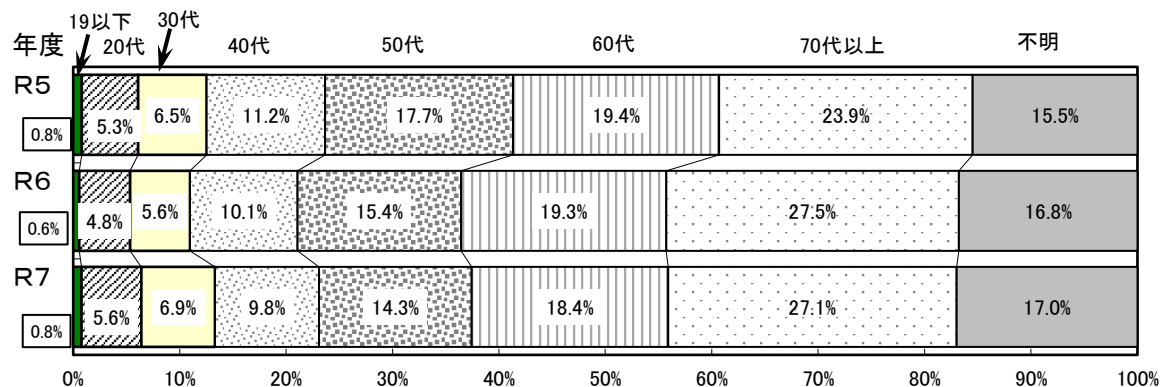 19以下 30代
年度 20代 40代 50代 60代 70代以上 不明
R5
0.8% 5.3% 6.5% 11.2% 17.7% 19.4% 23.9% 15.5%
R6
0.6% 4.8% 5.6% 10.1% 15.4% 19.3% 27.5% 16.8%
R7
0.8% 5.6% 6.9% 9.8% 14.3% 18.4% 27.1% 17.0%
0% 10% 20% 30% 40% 50% 60% 70% 80% 90% 100%